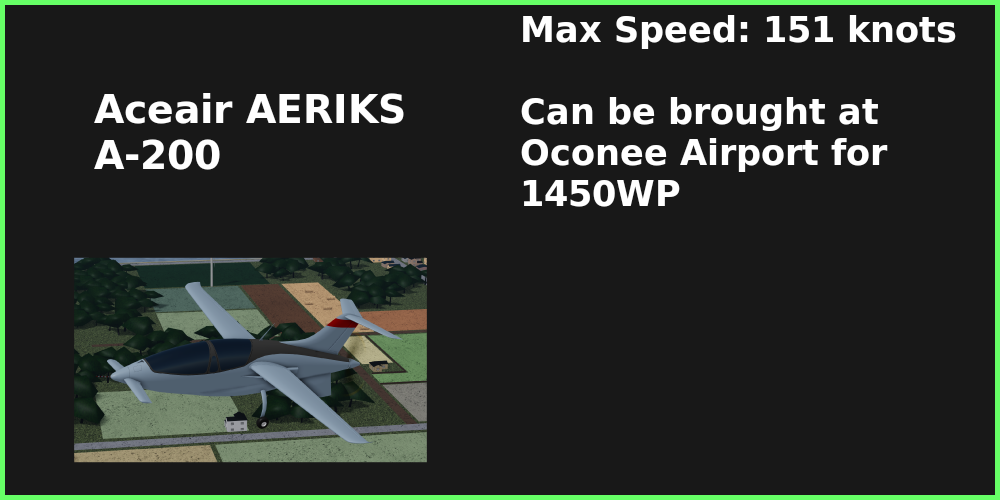 Aceair AERIKS
A-200
Max Speed: 151 knots
Can be brought at
Oconee Airport for
1450WP